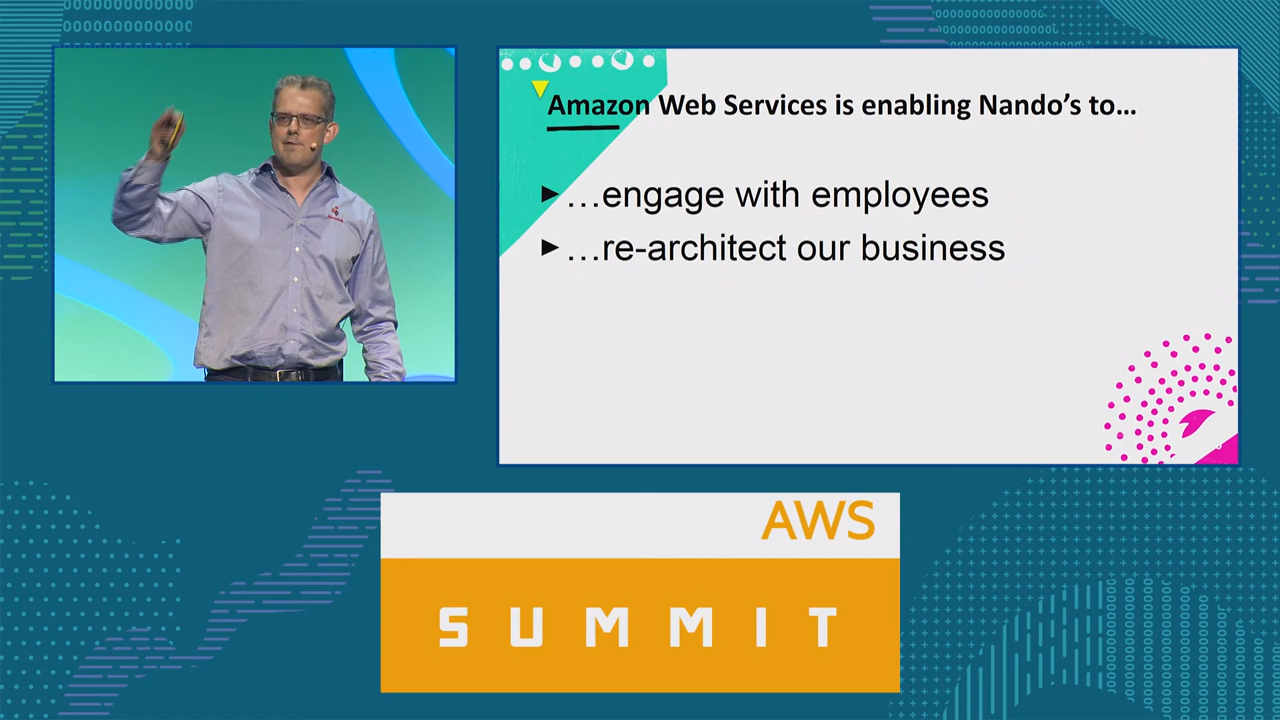 Amazon Web Services is enabling Nando's to...
...engage with employees
...re-architect our business
AWS
SUMMIT